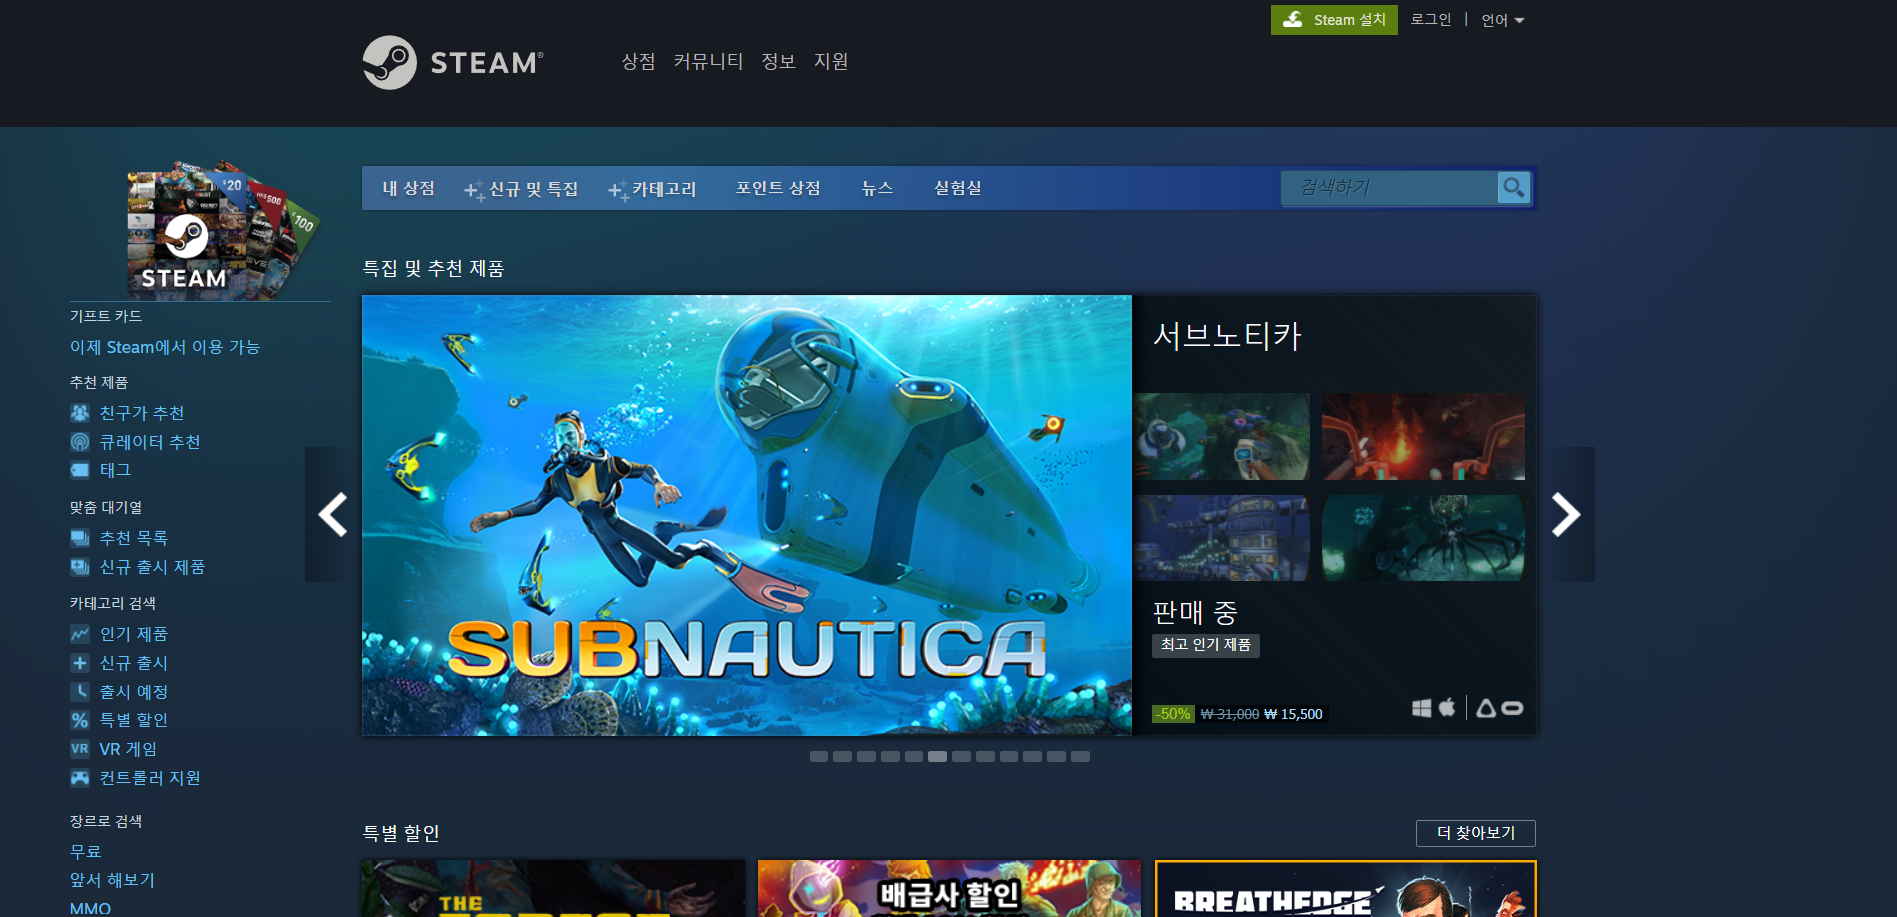 Steam 설치
로그인 | 언어
STEAM®
상점 커뮤니티 정보 지원
$20
HK$500
€100
STEAM®
내 상점 신규 및 특집 카테고리 포인트 상점 뉴스 실험실
검색하기
기프트 카드
이제 Steam에서 이용 가능
추천 제품
친구가 추천
큐레이터 추천
태그
맞춤 대기열
추천 목록
신규 출시 제품
카테고리 검색
인기 제품
신규 출시
출시 예정
특별 할인
VR VR 게임
컨트롤러 지원
장르로 검색
무료
앞서 해보기
MMO
특집 및 추천 제품
SUBNAUTICA
서브노티카
판매 중
최고 인기 제품
-50% ₩ 31,000 ₩ 15,500
특별 할인
더 찾아보기
THE
배급사 할인
BREATHEDGE